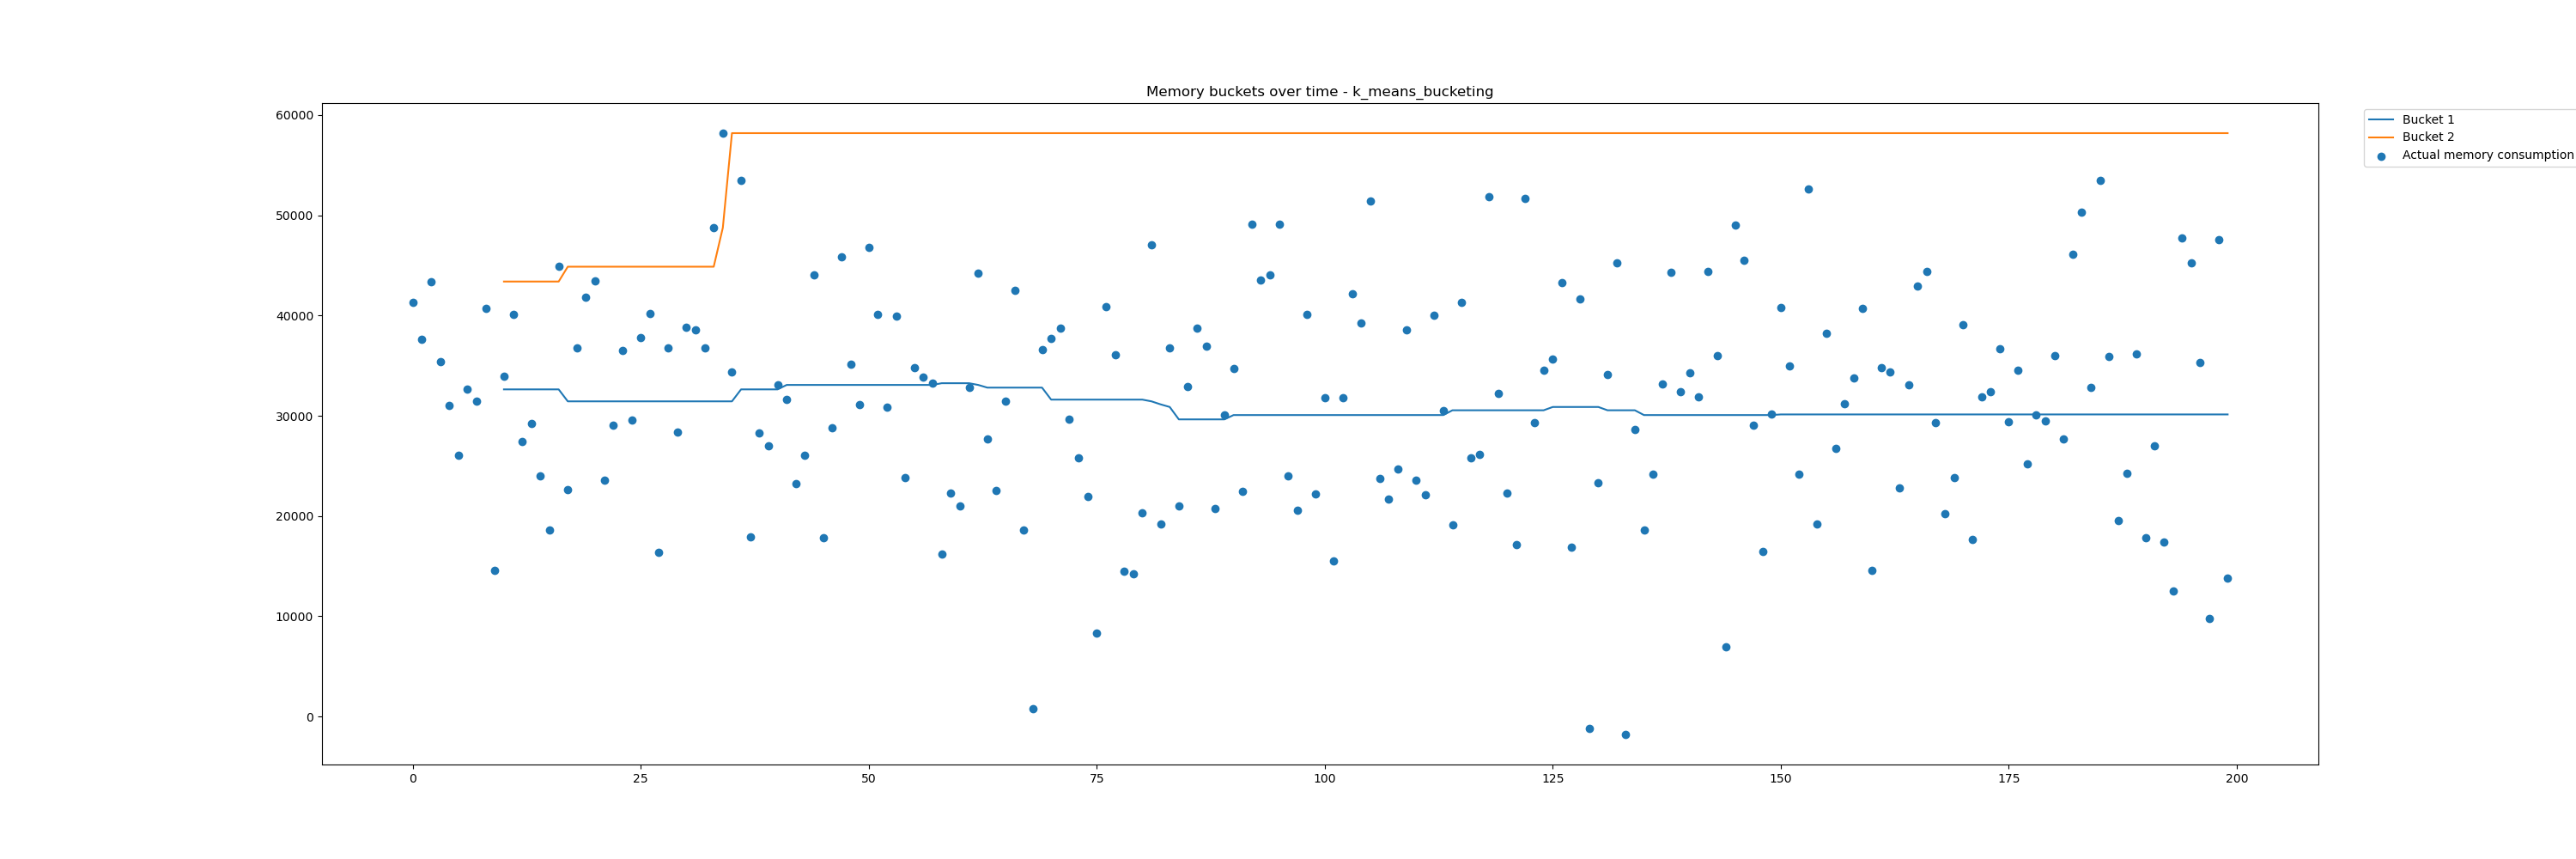 Memory buckets over time - k_means_bucketing
60000
50000
40000
30000
20000
10000
0
0 25 50 75 100 125 150 175 200
Bucket 1
Bucket 2
Actual memory consumption